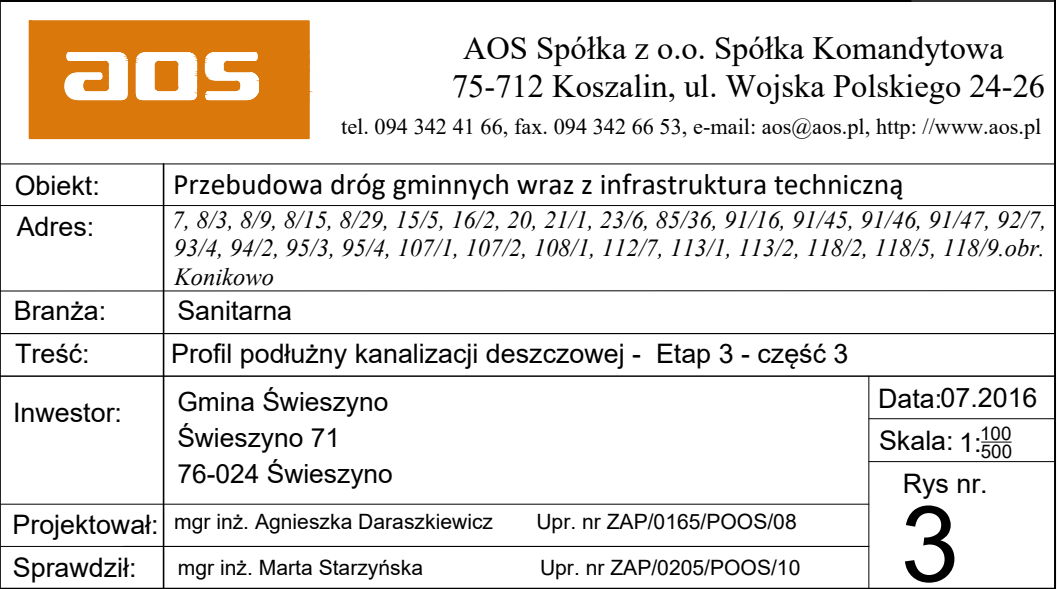 aos
AOS Spółka z o.o. Spółka Komandytowa
75-712 Koszalin, ul. Wojska Polskiego 24-26
tel. 094 342 41 66, fax. 094 342 66 53, e-mail: aos@aos.pl, http: //www.aos.pl
Obiekt: Przebudowa dróg gminnych wraz z infrastruktura techniczną
Adres: 7, 8/3, 8/9, 8/15, 8/29, 15/5, 16/2, 20, 21/1, 23/6, 85/36, 91/16, 91/45, 91/46, 91/47, 92/7,
93/4, 94/2, 95/3, 95/4, 107/1, 107/2, 108/1, 112/7, 113/1, 113/2, 118/2, 118/5, 118/9.obr.
Konikowo
Branża: Sanitarna
Treść: Profil podłużny kanalizacji deszczowej - Etap 3 - część 3
Inwestor: Gmina Świeszyno
Świeszyno 71
76-024 Świeszyno
Data:07.2016
Skala: 1:100/500
Rys nr.
3
Projektował: mgr inż. Agnieszka Daraszkiewicz Upr. nr ZAP/0165/POOS/08
Sprawdził: mgr inż. Marta Starzyńska Upr. nr ZAP/0205/POOS/10